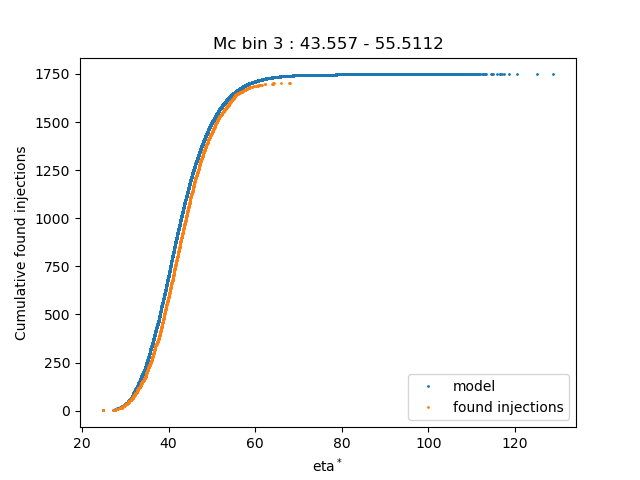 Mc bin 3 : 43.557 - 55.5112
Cumulative found injections
1750
1500
1250
1000
750
500
250
0
20 40 60 80 100 120
eta*
model
found injections